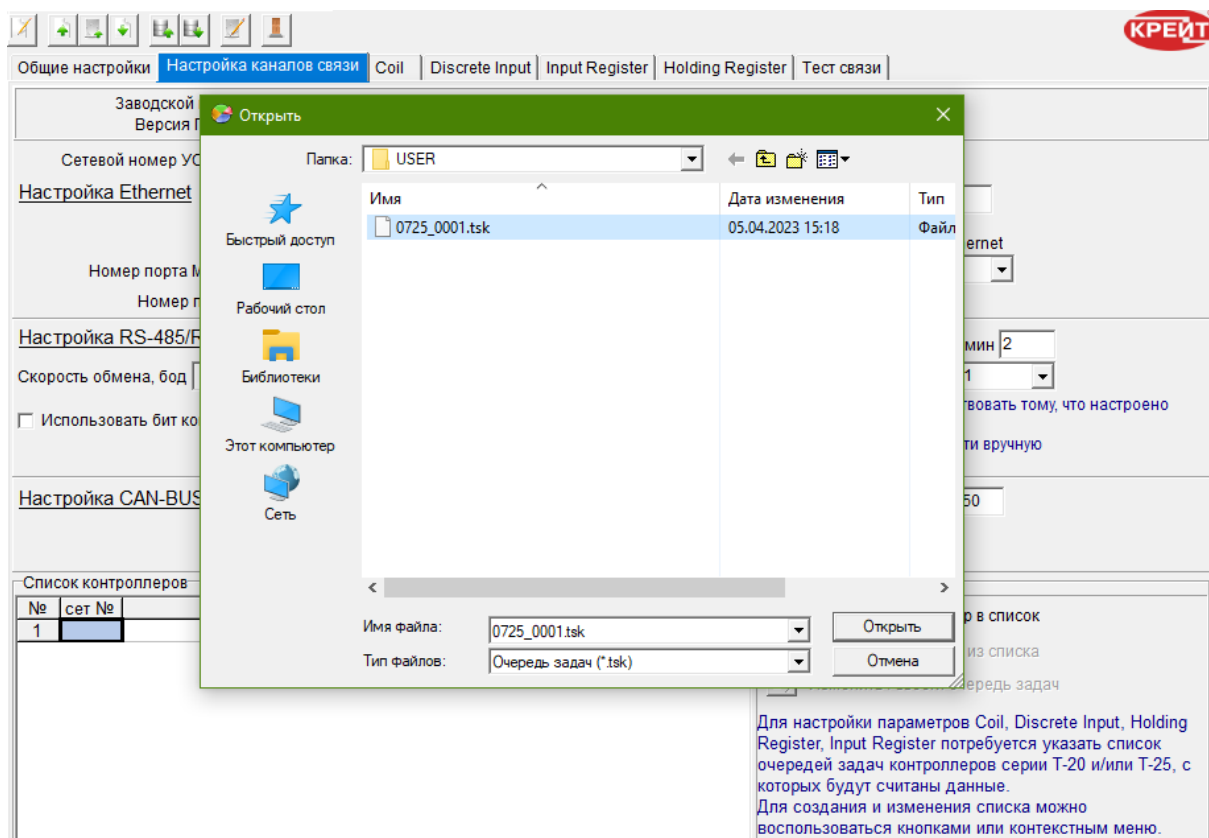 КРЕЙТ
Общие настройки Настройка каналов связи Coil Discrete Input Input Register Holding Register Тест связи
Заводской
Версия
Открыть
Сетевой номер
Папка: USER
Настройка Ethernet
Имя Дата изменения Тип
0725_0001.tsk 05.04.2023 15:18 Файл
Быстрый доступ
ernet
Номер порта
Номер
Рабочий стол
Настройка RS-485/
мин 2
Скорость обмена, бод
Библиотеки
1
Использовать бит
вовать тому, что настроено
Этот компьютер
ти вручную
Настройка CAN-BUS
50
Сеть
Список контроллеров
№ сет №
1
Имя файла: 0725_0001.tsk Открыть
в список
Тип файлов: Очередь задач (*.tsk) Отмена
из списка
задач
Для настройки параметров Coil, Discrete Input, Holding
Register, Input Register потребуется указать список
очередей задач контроллеров серии Т-20 и/или Т-25, с
которых будут считаны данные.
Для создания и изменения списка можно
воспользоваться кнопками или контекстным меню.